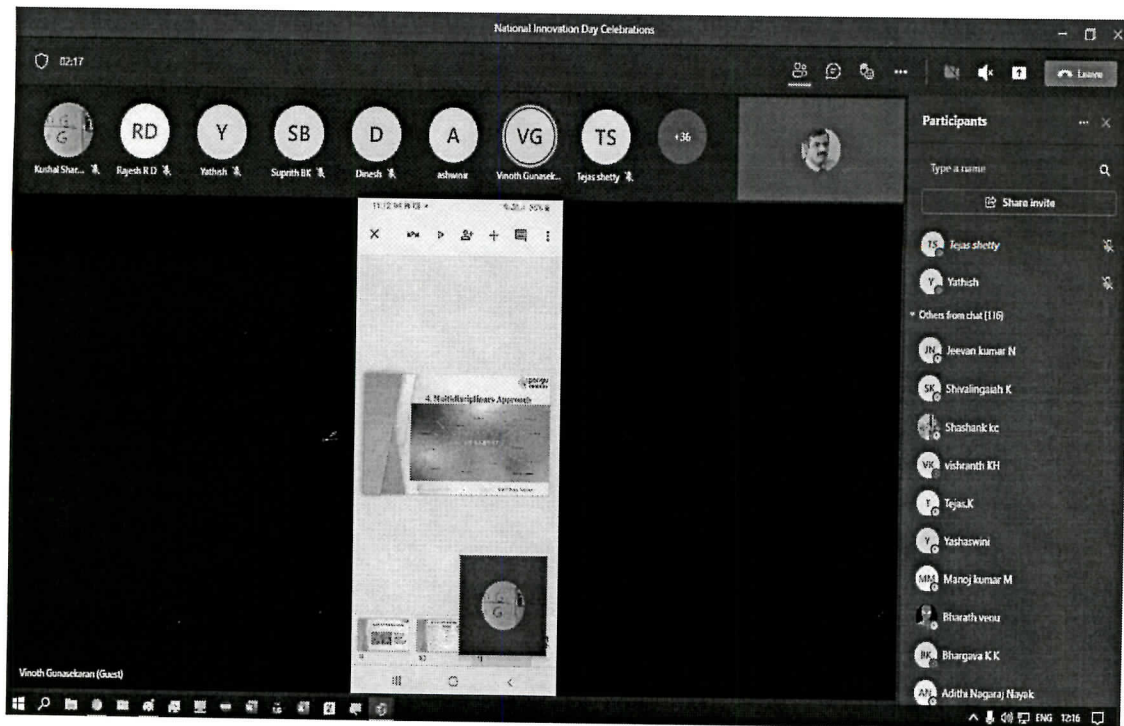 National Innovation Day Celebrations
02:17
Leave
G
RD
Y
SB
D
A
VG
TS
+36
Kushal Shar...
Rajesh R D
Yathish
Suprith BK
Dinesh
ashwinir
Vinoth Gunasek...
Tejas shetty
Participants
Type a name
Share invite
TS Tejas shetty
Y Yathish
Others from chat (116)
JN Jeevan kumar N
SK Shivalingaiah K
Shashank kc
VK vishranth KH
T Tejas.K
Y Yashaswini
MM Manoj kumar M
Bharath venu
BK Bhargava K K
AN Adithi Nagaraj Nayak
4. Multidisciplinary Approach
G
10
Vinoth Gunasekaran (Guest)
ENG 12:16